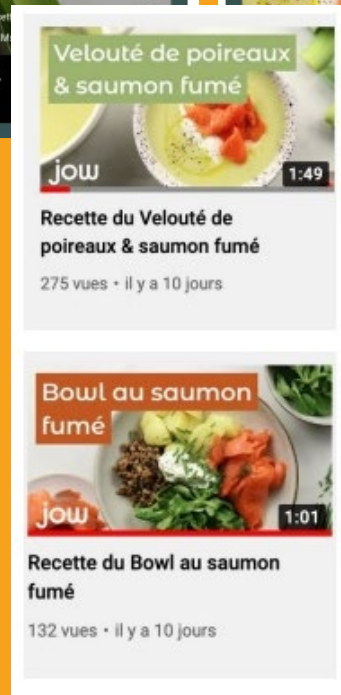 Velouté de poireaux
& saumon fumé
jow
1:49
Recette du Velouté de
poireaux & saumon fumé
275 vues • il y a 10 jours
Bowl au saumon
fumé
jow
1:01
Recette du Bowl au saumon
fumé
132 vues • il y a 10 jours